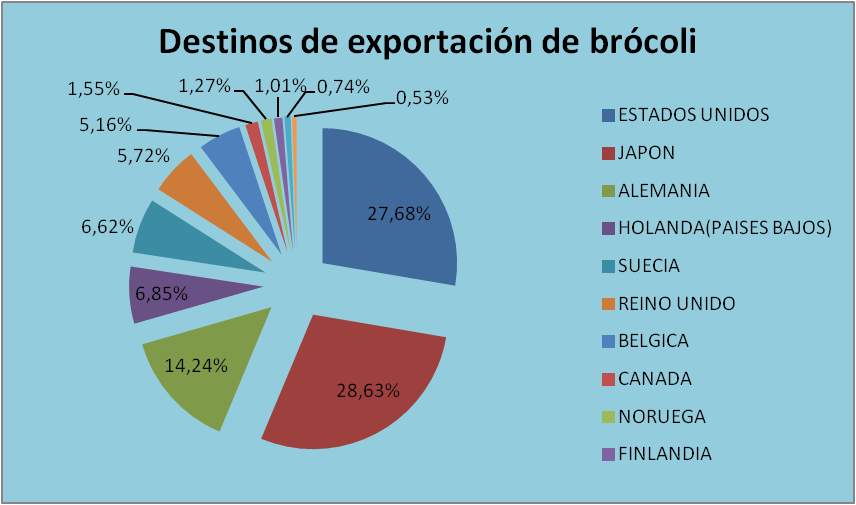 Destinos de exportación de brócoli
1,55%
1,27%
1,01%
0,74%
0,53%
5,16%
5,72%
6,62%
6,85%
14,24%
28,63%
27,68%
ESTADOS UNIDOS
JAPON
ALEMANIA
HOLANDA(PAISES BAJOS)
SUECIA
REINO UNIDO
BELGICA
CANADA
NORUEGA
FINLANDIA